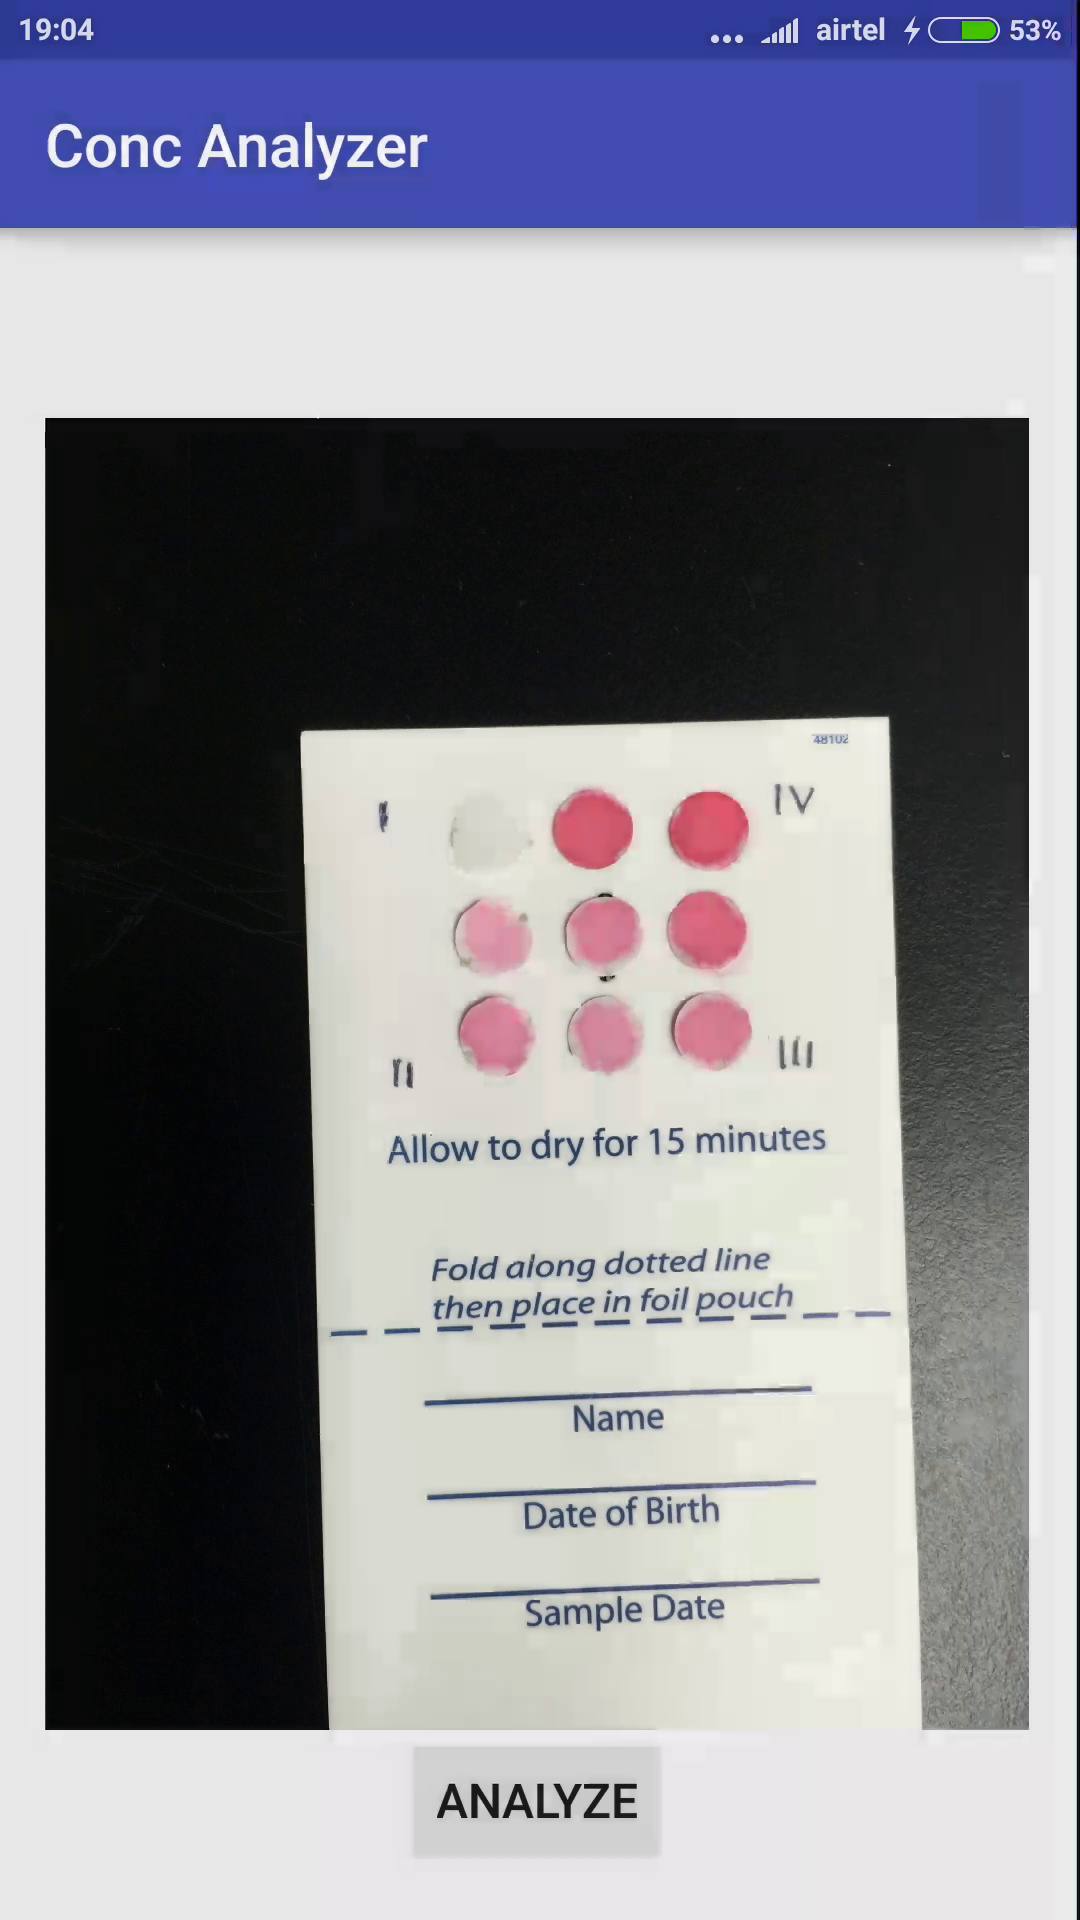 19:04 airtel 53%
Conc Analyzer
48102
I IV
II III
Allow to dry for 15 minutes
Fold along dotted line
then place in foil pouch
Name
Date of Birth
Sample Date
ANALYZE